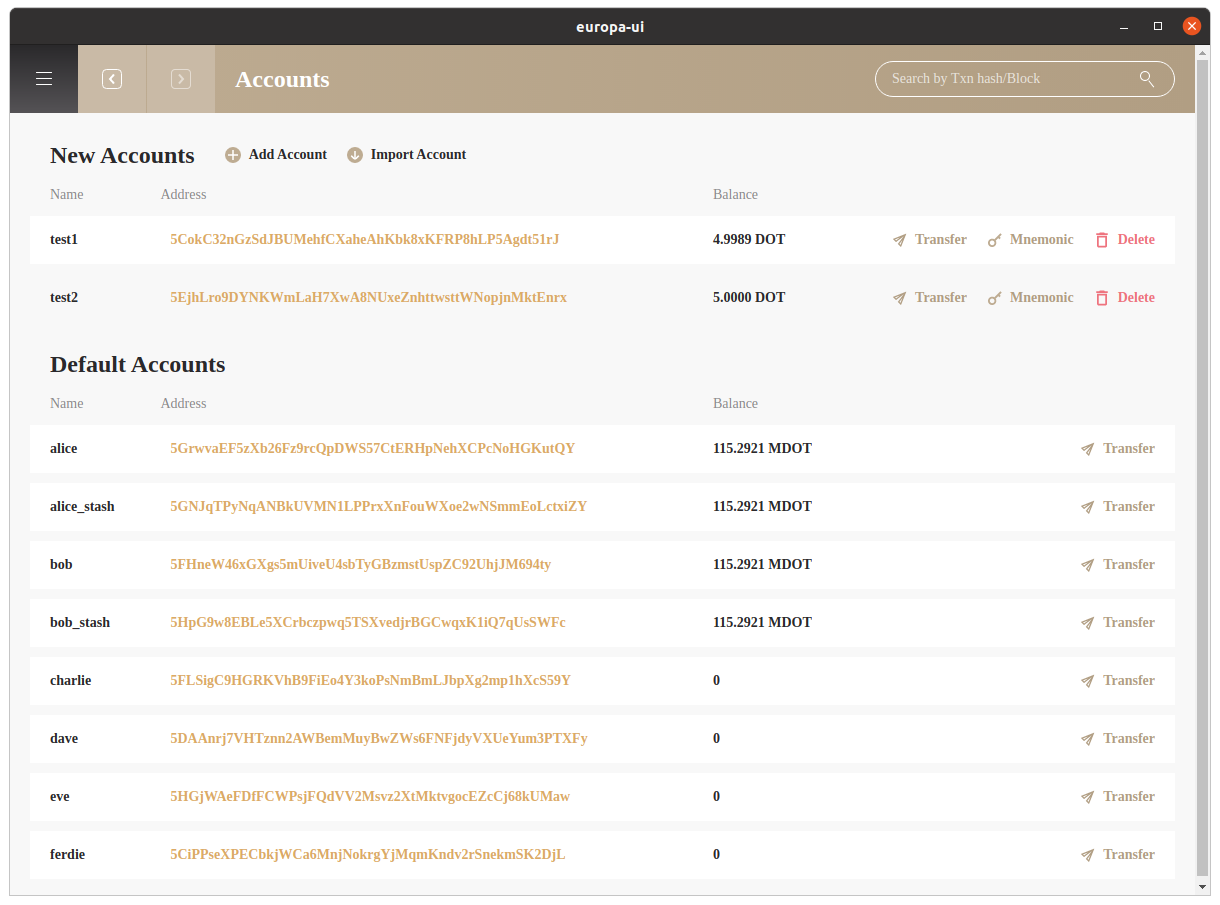 europa-ui
Accounts
Search by Txn hash/Block
New Accounts Add Account Import Account
Name Address Balance
test1 5CokC32nGzSdJBUMehfCXaheAhKbk8xKFRP8hLP5Agdt51rJ 4.9989 DOT Transfer Mnemonic Delete
test2 5EjhLro9DYNKWmLaH7XwA8NUxeZnhttwsttWNopjnMktEnrx 5.0000 DOT Transfer Mnemonic Delete
Default Accounts
Name Address Balance
alice 5GrwvaEF5zXb26Fz9rcQpDWS57CtERHpNehXCPcNoHGKutQY 115.2921 MDOT Transfer
alice_stash 5GNJqTPyNqANBkUVMN1LPPrxXnFouWXoe2wNSmmEoLctxiZY 115.2921 MDOT Transfer
bob 5FHneW46xGXgs5mUiveU4sbTyGBzmstUspZC92UhjJM694ty 115.2921 MDOT Transfer
bob_stash 5HpG9w8EBLe5XCrbczpwq5TSXvedjrBGCwqxK1iQ7qUsSWFc 115.2921 MDOT Transfer
charlie 5FLSigC9HGRKVhB9FiEo4Y3koPsNmBmLJbpXg2mp1hXcS59Y 0 Transfer
dave 5DAAnrj7VHTznn2AWBemMuyBwZWs6FNFjdyVXUeYum3PTXFy 0 Transfer
eve 5HGjWAeFDfFCWPsjFQdVV2Msvz2XtMktvgocEZcCj68kUMaw 0 Transfer
ferdie 5CiPPseXPECbkjWCa6MnjNokrgYjMqmKndv2rSnekmSK2DjL 0 Transfer